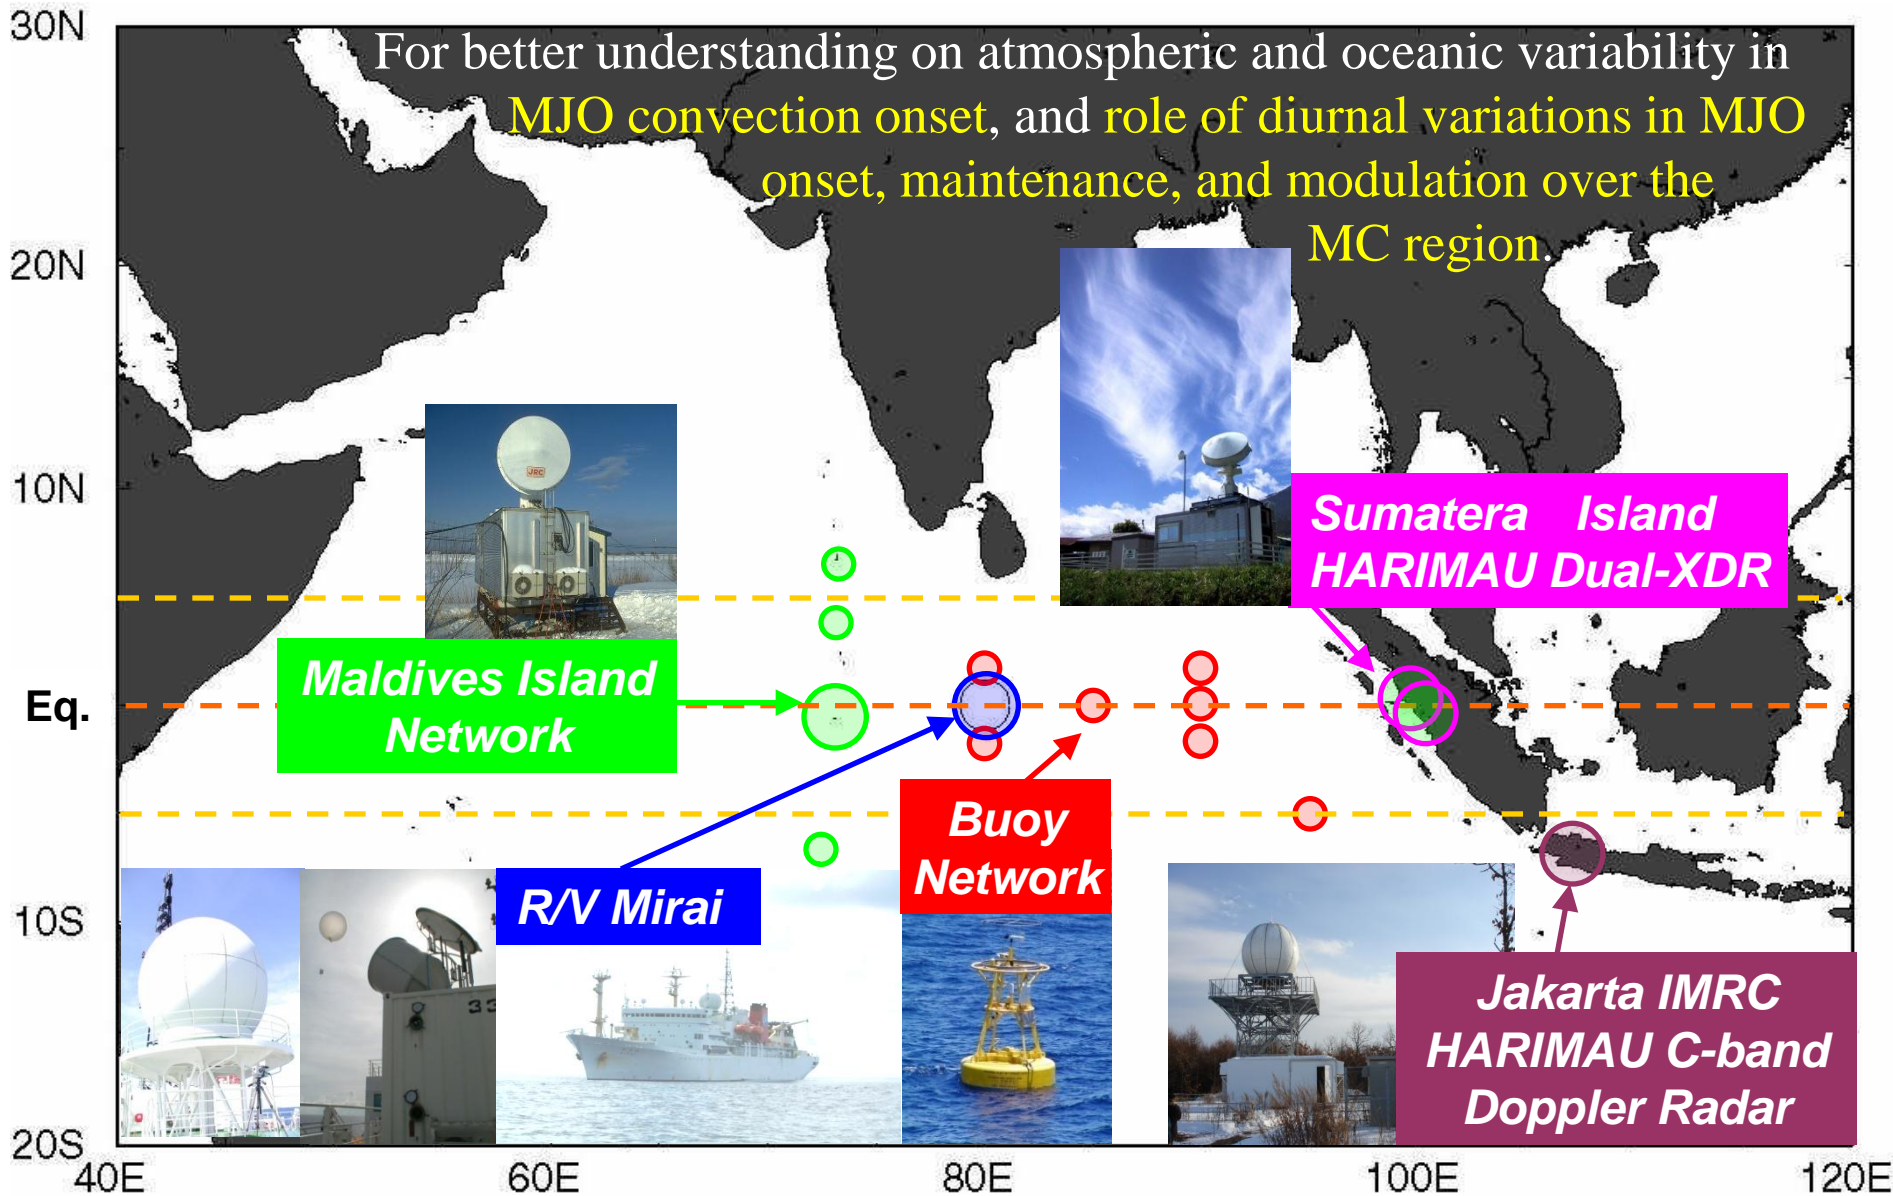 30N
For better understanding on atmospheric and oceanic variability in
MJO convection onset, and role of diurnal variations in MJO
onset, maintenance, and modulation over the
MC region.
20N
10N
JRC
Sumatera Island
HARIMAU Dual-XDR
Maldives Island
Network
Eq.
Buoy
Network
R/V Mirai
10S
33
Jakarta IMRC
HARIMAU C-band
Doppler Radar
20S
40E
60E
80E
100E
120E